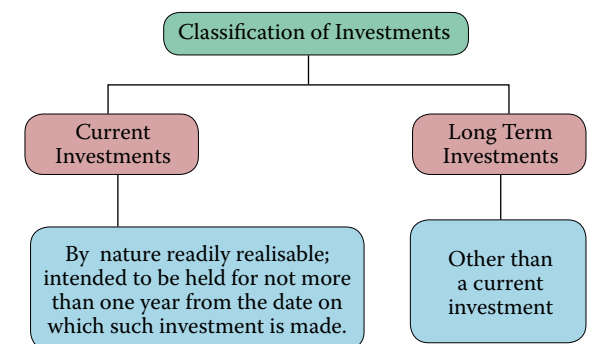 Classification of Investments
Current
Investments
Long Term
Investments
By nature readily realisable;
intended to be held for not more
than one year from the date on
which such investment is made.
Other than
a current
investment